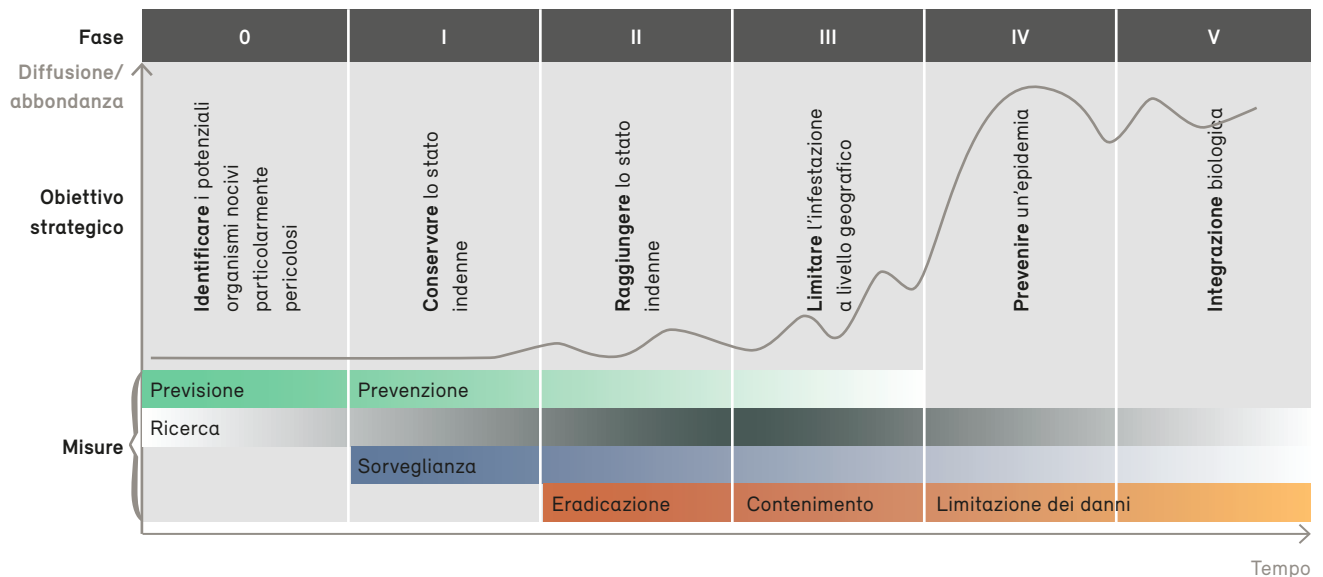 Fase
0
I
II
III
IV
V
Diffusione/
abbondanza
Obiettivo
strategico
Identificare i potenziali
organismi nocivi
particolarmente
pericolosi
Conservare lo stato
indenne
Raggiungere lo stato
indenne
Limitare l'infestazione
a livello geografico
Prevenire un'epidemia
Integrazione biologica
Misure
Previsione
Prevenzione
Ricerca
Sorveglianza
Eradicazione
Contenimento
Limitazione dei danni
Tempo